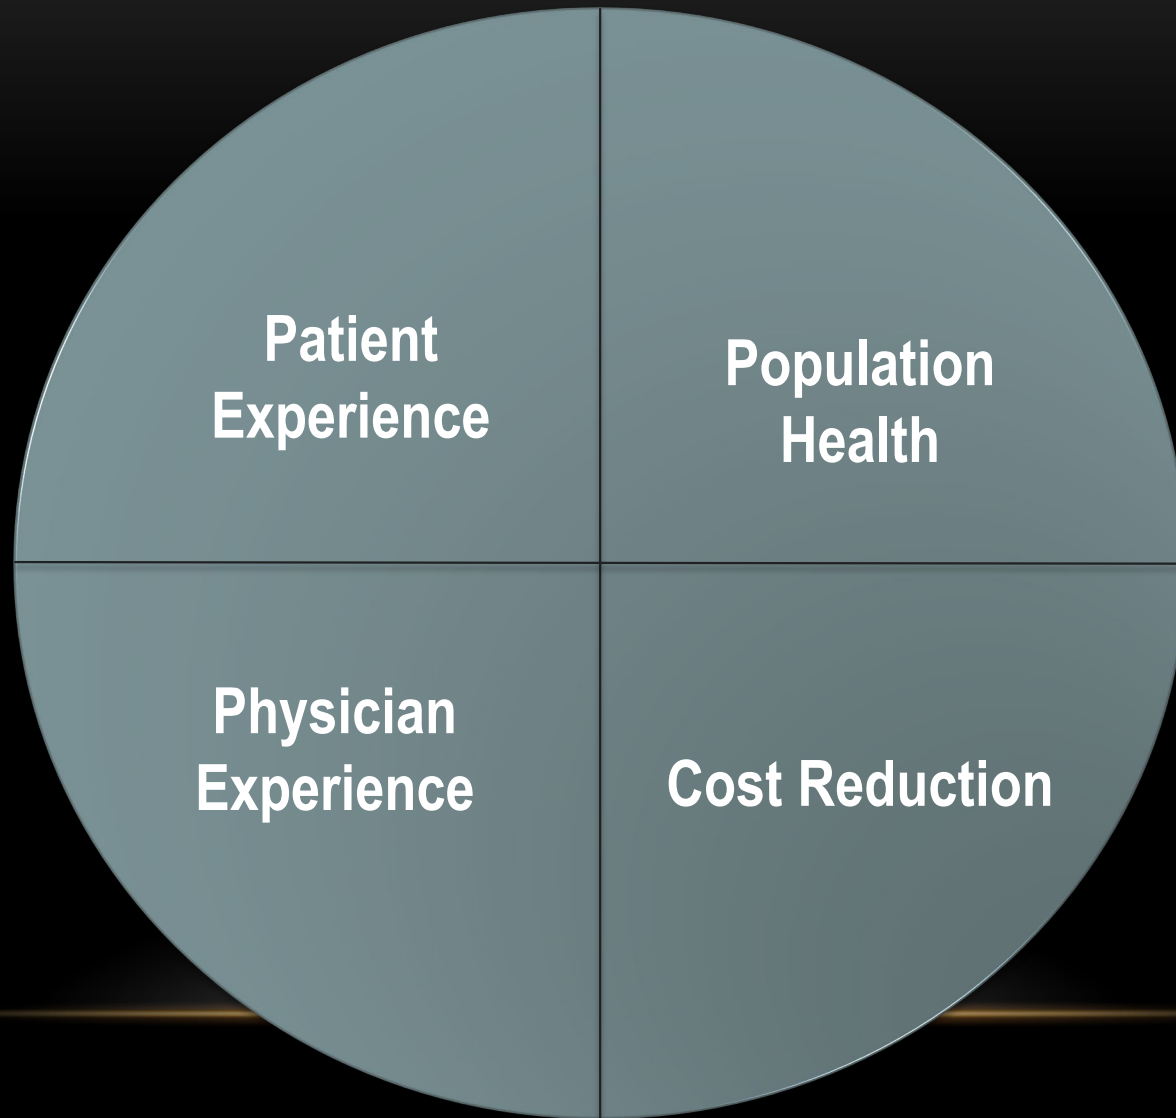 Patient
Experience
Population
Health
Physician
Experience
Cost Reduction